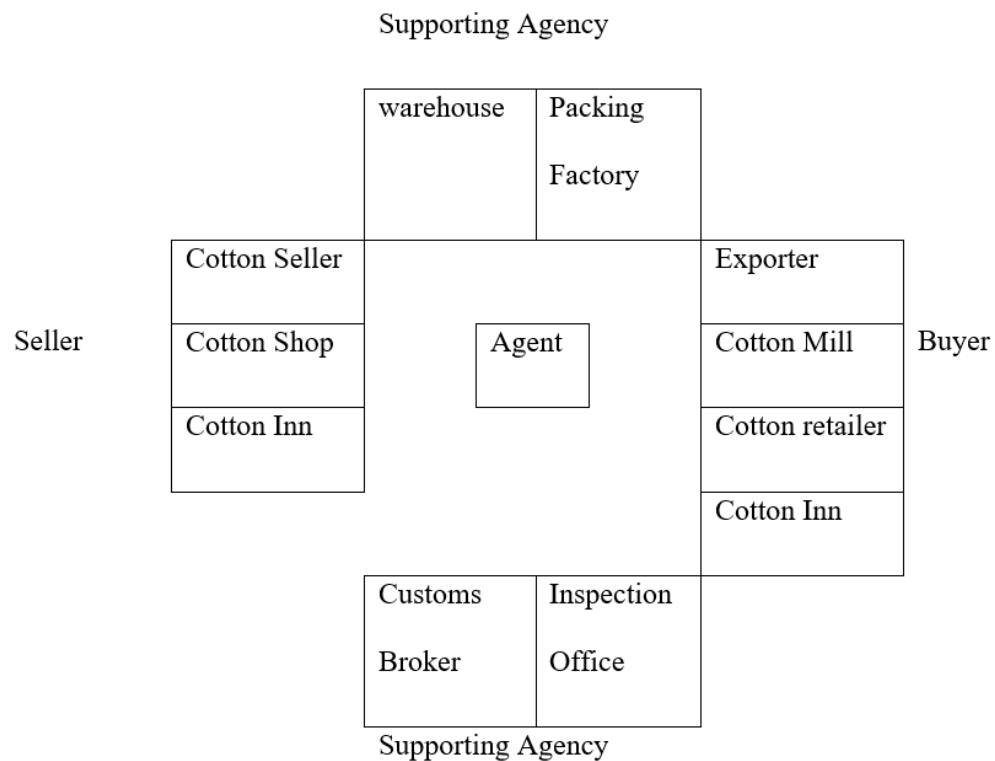 Supporting Agency
warehouse
Packing
Factory
Cotton Seller
Exporter
Seller
Cotton Shop
Agent
Cotton Mill
Buyer
Cotton Inn
Cotton retailer
Cotton Inn
Customs
Broker
Inspection
Office
Supporting Agency